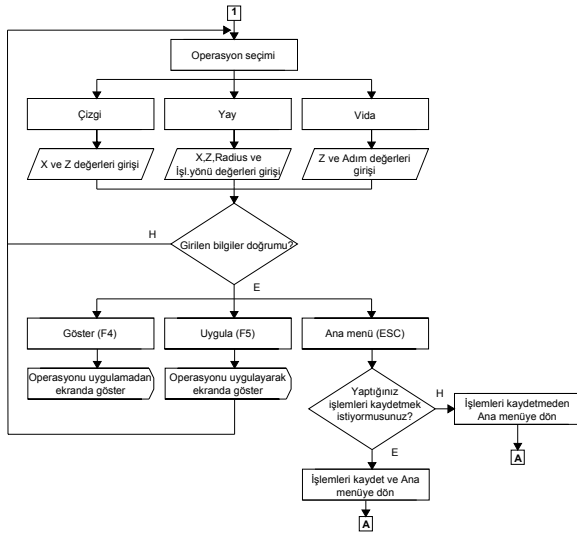 1
Operasyon seçimi
Çizgi
Yay
Vida
X ve Z değerleri girişi
X,Z,Radius ve
İşl.yönü değerleri girişi
Z ve Adım değerleri
girişi
H
Girilen bilgiler doğrumu?
E
Göster (F4)
Uygula (F5)
Ana menü (ESC)
Operasyonu uygulamadan
ekranda göster
Operasyonu uygulayarak
ekranda göster
Yaptığınız
işlemleri kaydetmek
istiyormusunuz?
H
İşlemleri kaydetmeden
Ana menüye dön
A
E
İşlemleri kaydet ve Ana
menüye dön
A